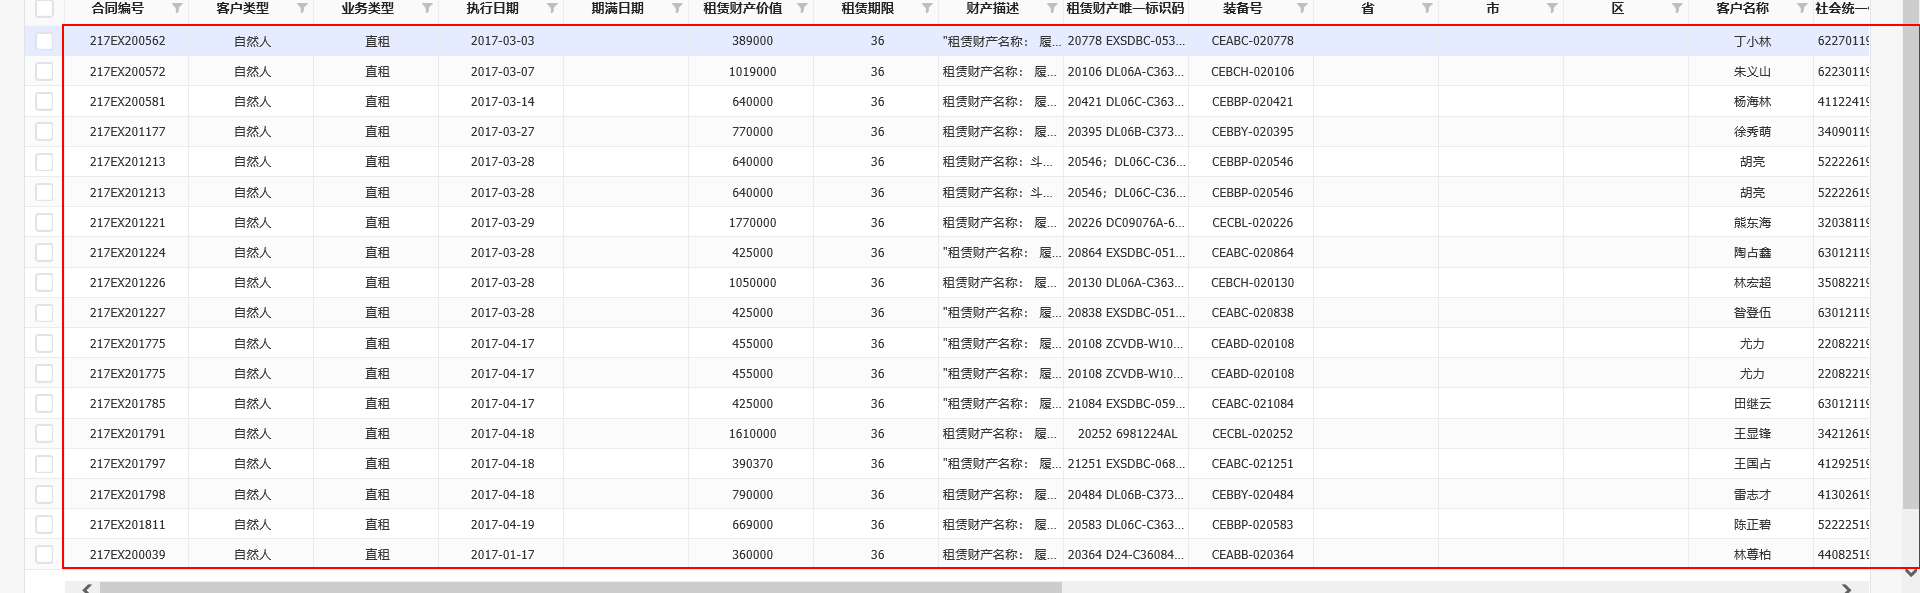 合同编号 客户类型 业务类型 执行日期 期满日期 租赁财产价值 租赁期限 财产描述 租赁财产唯一标识码 装备号 省 市 区 客户名称 社会统一
217EX200562 自然人 直租 2017-03-03 389000 36 "租赁财产名称： 履... 20778 EXSDBC-053... CEABC-020778 丁小林 62270119
217EX200572 自然人 直租 2017-03-07 1019000 36 租赁财产名称： 履... 20106 DL06A-C363... CEBCH-020106 朱义山 62230119
217EX200581 自然人 直租 2017-03-14 640000 36 租赁财产名称： 履... 20421 DL06C-C363... CEBBP-020421 杨海林 41122419
217EX201177 自然人 直租 2017-03-27 770000 36 租赁财产名称： 履... 20395 DL06B-C373... CEBBY-020395 徐秀萌 34090119
217EX201213 自然人 直租 2017-03-28 640000 36 租赁财产名称：斗... 20546；DL06C-C36... CEBBP-020546 胡亮 52222619
217EX201213 自然人 直租 2017-03-28 640000 36 租赁财产名称：斗... 20546；DL06C-C36... CEBBP-020546 胡亮 52222619
217EX201221 自然人 直租 2017-03-29 1770000 36 租赁财产名称： 履... 20226 DC09076A-6... CECBL-020226 熊东海 32038119
217EX201224 自然人 直租 2017-03-28 425000 36 "租赁财产名称： 履... 20864 EXSDBC-051... CEABC-020864 陶占鑫 63012119
217EX201226 自然人 直租 2017-03-28 1050000 36 租赁财产名称： 履... 20130 DL06A-C363... CEBCH-020130 林宏超 35082219
217EX201227 自然人 直租 2017-03-28 425000 36 "租赁财产名称： 履... 20838 EXSDBC-051... CEABC-020838 昝登伍 63012119
217EX201775 自然人 直租 2017-04-17 455000 36 "租赁财产名称： 履... 20108 ZCVDB-W10... CEABD-020108 尤力 22082219
217EX201775 自然人 直租 2017-04-17 455000 36 "租赁财产名称： 履... 20108 ZCVDB-W10... CEABD-020108 尤力 22082219
217EX201785 自然人 直租 2017-04-17 425000 36 "租赁财产名称： 履... 21084 EXSDBC-059... CEABC-021084 田继云 63012119
217EX201791 自然人 直租 2017-04-18 1610000 36 租赁财产名称： 履... 20252 6981224AL CECBL-020252 王显锋 34212619
217EX201797 自然人 直租 2017-04-18 390370 36 "租赁财产名称： 履... 21251 EXSDBC-068... CEABC-021251 王国占 41292519
217EX201798 自然人 直租 2017-04-18 790000 36 租赁财产名称： 履... 20484 DL06B-C373... CEBBY-020484 雷志才 41302619
217EX201811 自然人 直租 2017-04-19 669000 36 租赁财产名称： 履... 20583 DL06C-C363... CEBBP-020583 陈正碧 52222519
217EX200039 自然人 直租 2017-01-17 360000 36 租赁财产名称： 履... 20364 D24-C36084... CEABB-020364 林尊柏 44082519